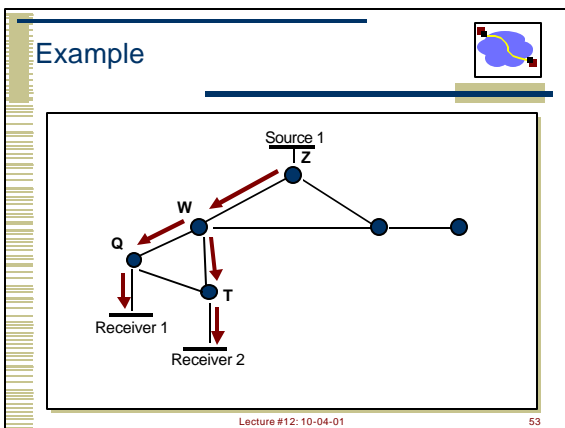 Example
Source 1
Z
W
Q
T
Receiver 1
Receiver 2
Lecture #12: 10-04-01
53